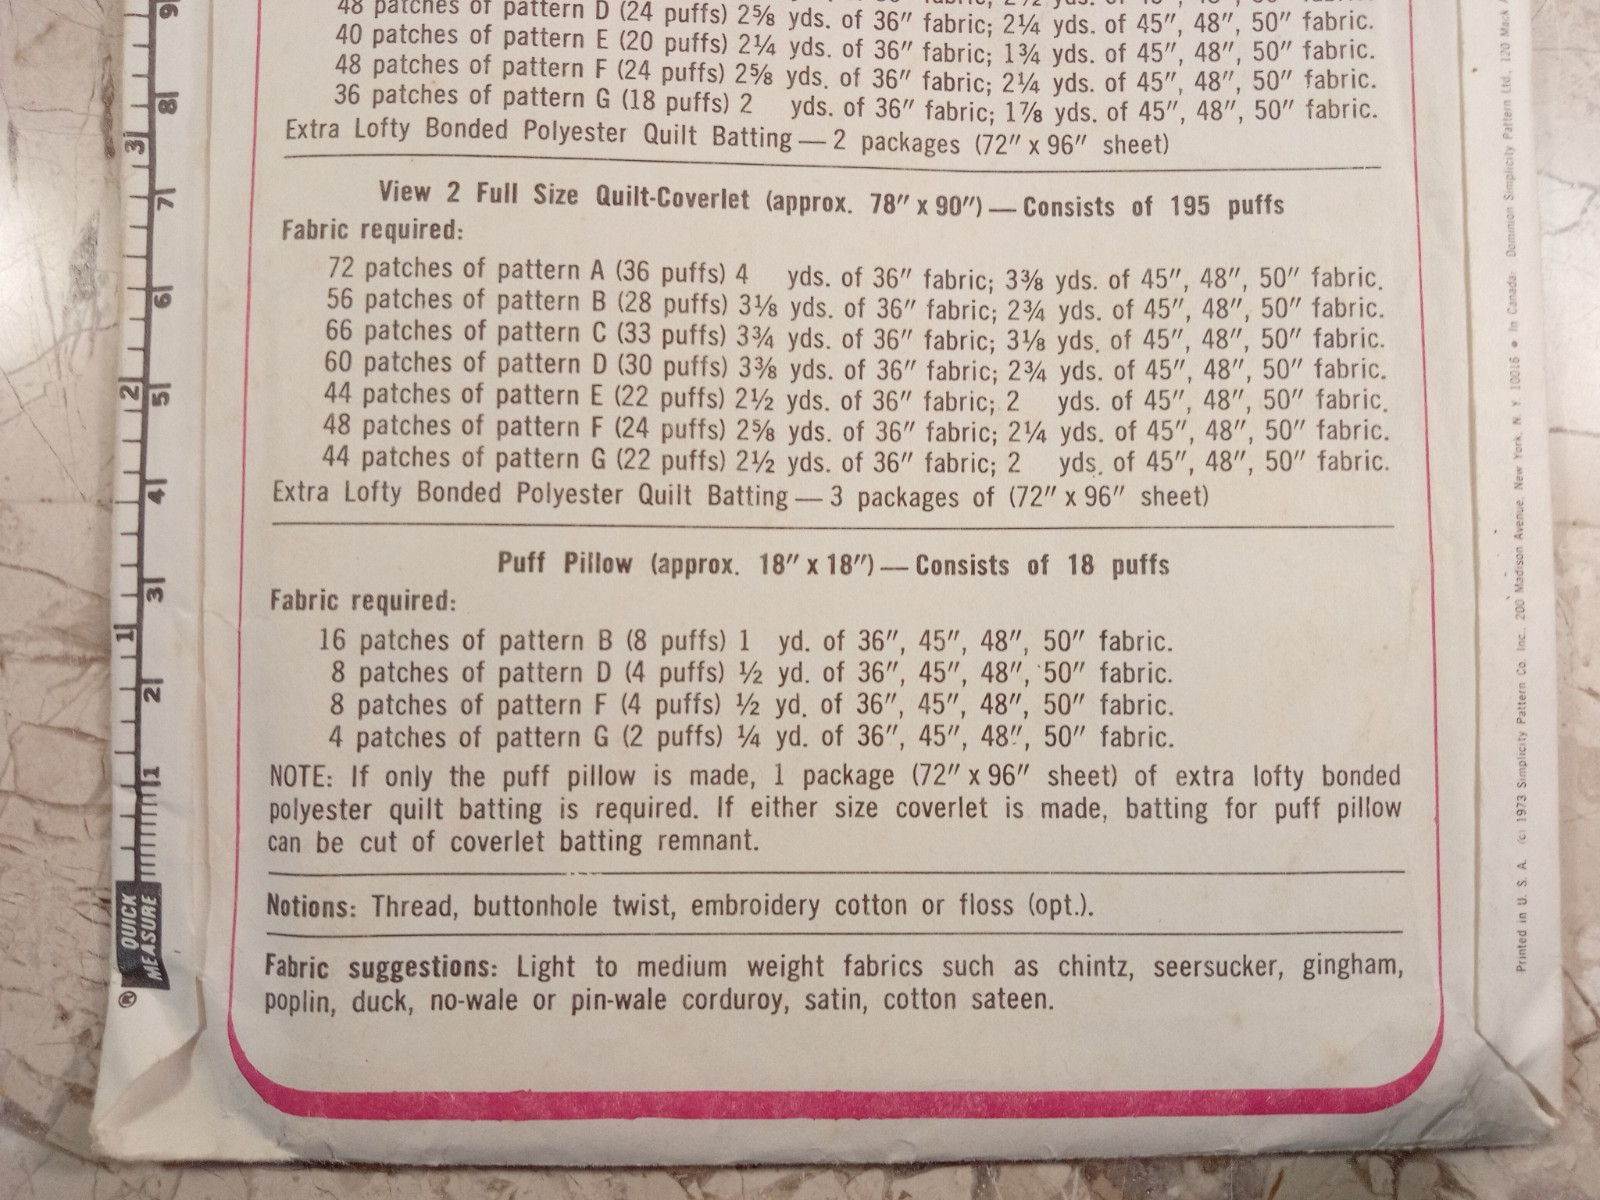 48 patches of pattern D (24 puffs) 2⅝ yds. of 36" fabric; 2¼ yds. of 45", 48", 50" fabric.
40 patches of pattern E (20 puffs) 2¼ yds. of 36" fabric; 1¾ yds. of 45", 48", 50" fabric.
48 patches of pattern F (24 puffs) 2⅝ yds. of 36" fabric; 2¼ yds. of 45", 48", 50" fabric.
36 patches of pattern G (18 puffs) 2 yds. of 36" fabric; 1⅞ yds. of 45", 48", 50" fabric.
Extra Lofty Bonded Polyester Quilt Batting — 2 packages (72" x 96" sheet)
View 2 Full Size Quilt-Coverlet (approx. 78" x 90") — Consists of 195 puffs
Fabric required:
72 patches of pattern A (36 puffs) 4 yds. of 36" fabric; 3⅜ yds. of 45", 48", 50" fabric.
56 patches of pattern B (28 puffs) 3⅛ yds. of 36" fabric; 2¾ yds. of 45", 48", 50" fabric.
66 patches of pattern C (33 puffs) 3¾ yds. of 36" fabric; 3⅛ yds. of 45", 48", 50" fabric.
60 patches of pattern D (30 puffs) 3⅜ yds. of 36" fabric; 2¾ yds. of 45", 48", 50" fabric.
44 patches of pattern E (22 puffs) 2½ yds. of 36" fabric; 2 yds. of 45", 48", 50" fabric.
48 patches of pattern F (24 puffs) 2⅝ yds. of 36" fabric; 2¼ yds. of 45", 48", 50" fabric.
44 patches of pattern G (22 puffs) 2½ yds. of 36" fabric; 2 yds. of 45", 48", 50" fabric.
Extra Lofty Bonded Polyester Quilt Batting — 3 packages of (72" x 96" sheet)
Puff Pillow (approx. 18" x 18") — Consists of 18 puffs
Fabric required:
16 patches of pattern B (8 puffs) 1 yd. of 36", 45", 48", 50" fabric.
8 patches of pattern D (4 puffs) ½ yd. of 36", 45", 48", 50" fabric.
8 patches of pattern F (4 puffs) ½ yd. of 36", 45", 48", 50" fabric.
4 patches of pattern G (2 puffs) ¼ yd. of 36", 45", 48", 50" fabric.
NOTE: If only the puff pillow is made, 1 package (72" x 96" sheet) of extra lofty bonded
polyester quilt batting is required. If either size coverlet is made, batting for puff pillow
can be cut of coverlet batting remnant.
Notions: Thread, buttonhole twist, embroidery cotton or floss (opt.).
Fabric suggestions: Light to medium weight fabrics such as chintz, seersucker, gingham,
poplin, duck, no-wale or pin-wale corduroy, satin, cotton sateen.
9 8 7 6 5 4 3 2 1
3 2 1
QUICK
MEASURE
®
Printed in U. S. A. (c) 1973 Simplicity Pattern Co. Inc., 200 Madison Avenue, New York, N. Y 10016 • In Canada: Dominion Simplicity Pattern Ltd., 120 Mack